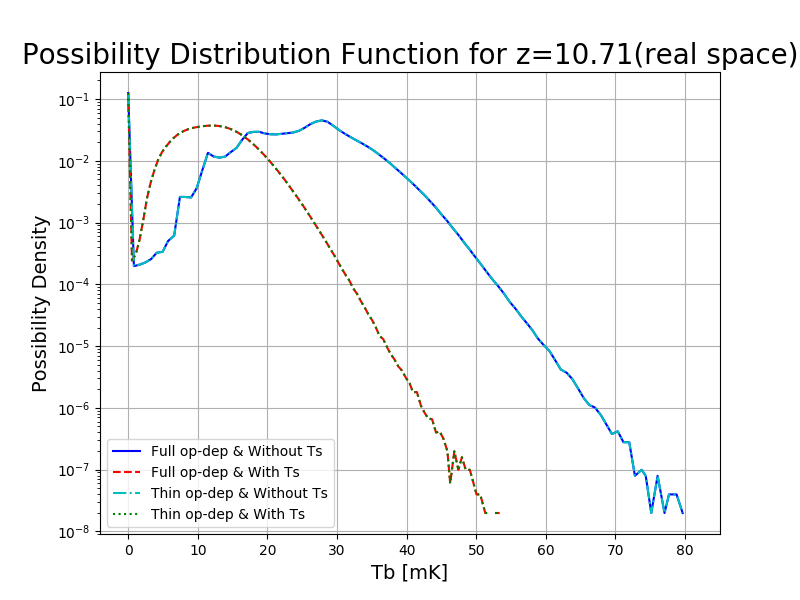 Possibility Distribution Function for z=10.71(real space)
Possibility Density
10⁻¹
10⁻²
10⁻³
10⁻⁴
10⁻⁵
10⁻⁶
10⁻⁷
10⁻⁸
Full op-dep & Without Ts
Full op-dep & With Ts
Thin op-dep & Without Ts
Thin op-dep & With Ts
0 10 20 30 40 50 60 70 80
Tb [mK]